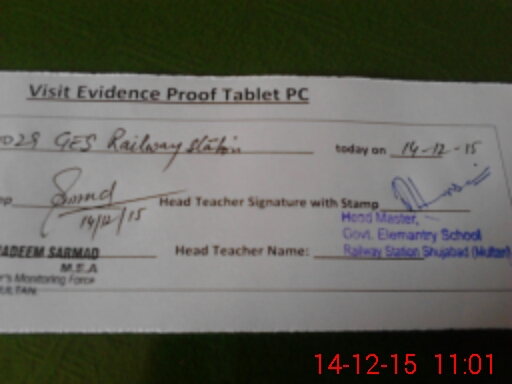 Visit Evidence Proof Tablet PC
029 GES Railway station today on 14-12-15
Head Teacher Signature with Stamp
14/12/15
Head Master,
Govt. Elemantry School
Railway Station Shujabad (Multan)
ADEEM SARMAD Head Teacher Name:
M.E.A
r's Monitoring Force
ULTAN
14-12-15 11:01